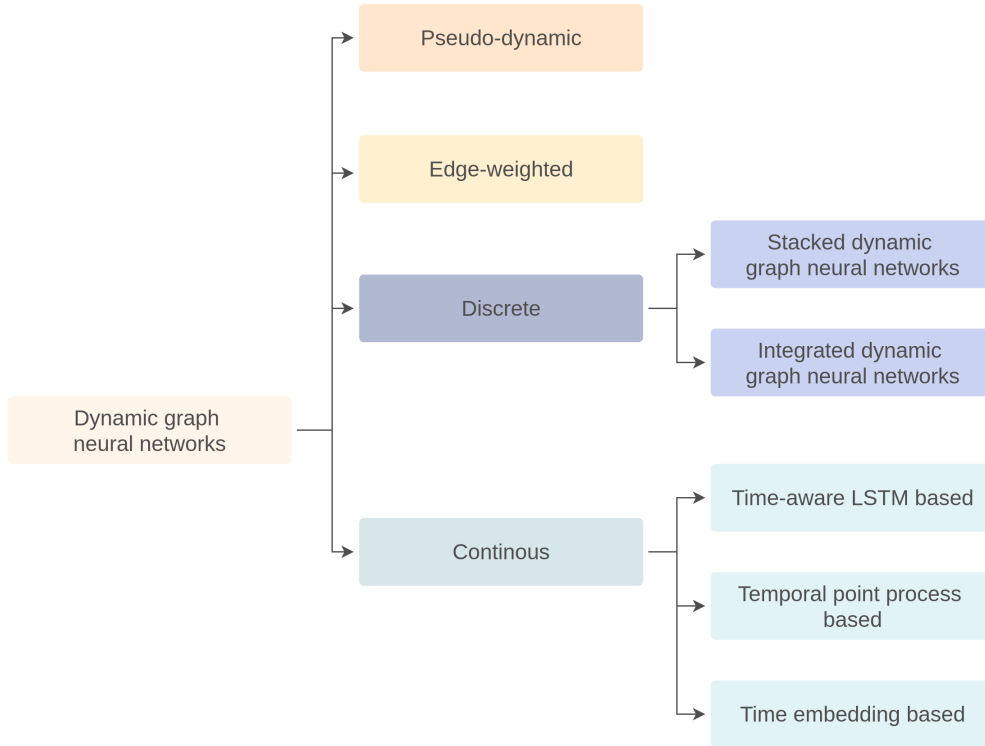 Pseudo-dynamic
Edge-weighted
Discrete
Stacked dynamic
graph neural networks
Integrated dynamic
graph neural networks
Dynamic graph
neural networks
Continous
Time-aware LSTM based
Temporal point process
based
Time embedding based